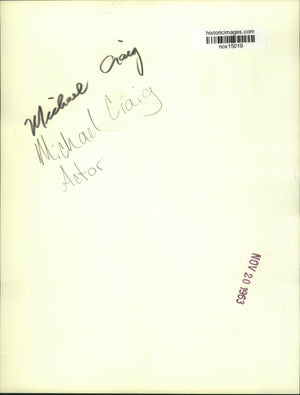 historicimages.com
nox15019
Michael Craig
Michael Craig
Actor
NOV 20 1963